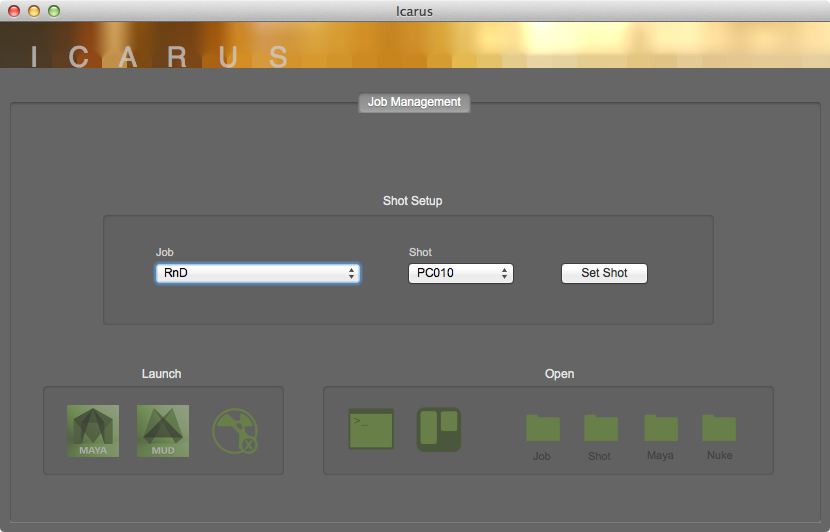 Icarus
I C A R U S
Job Management
Shot Setup
Job
Shot
RnD
PC010
Set Shot
Launch
Open
MAYA
MUD
X
>_
Job
Shot
Maya
Nuke